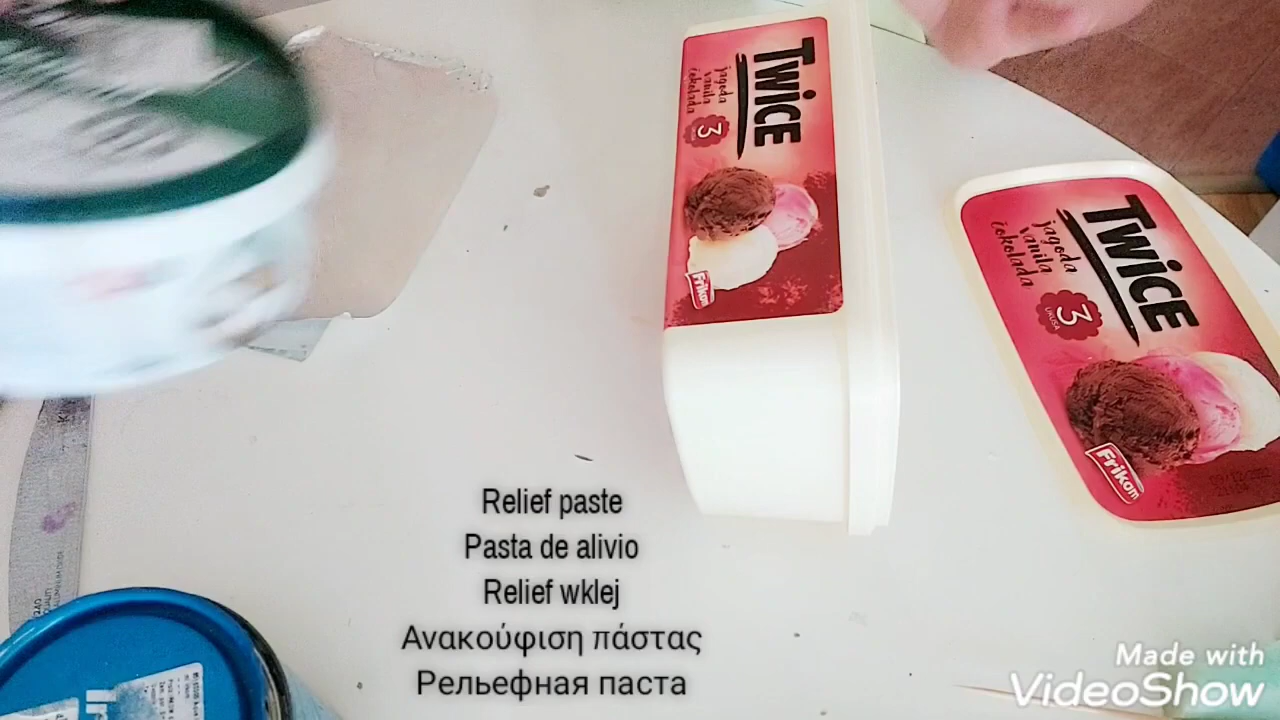 TWiCE
jagoda
vanila
čokolada
3
Frikom
TWiCE
jagoda
vanila
čokolada
3
UKUSA
Frikom
Relief paste
Pasta de alivio
Relief wklej
Ανακούφιση πάστας
Рельефная паста
Made with
VideoShow